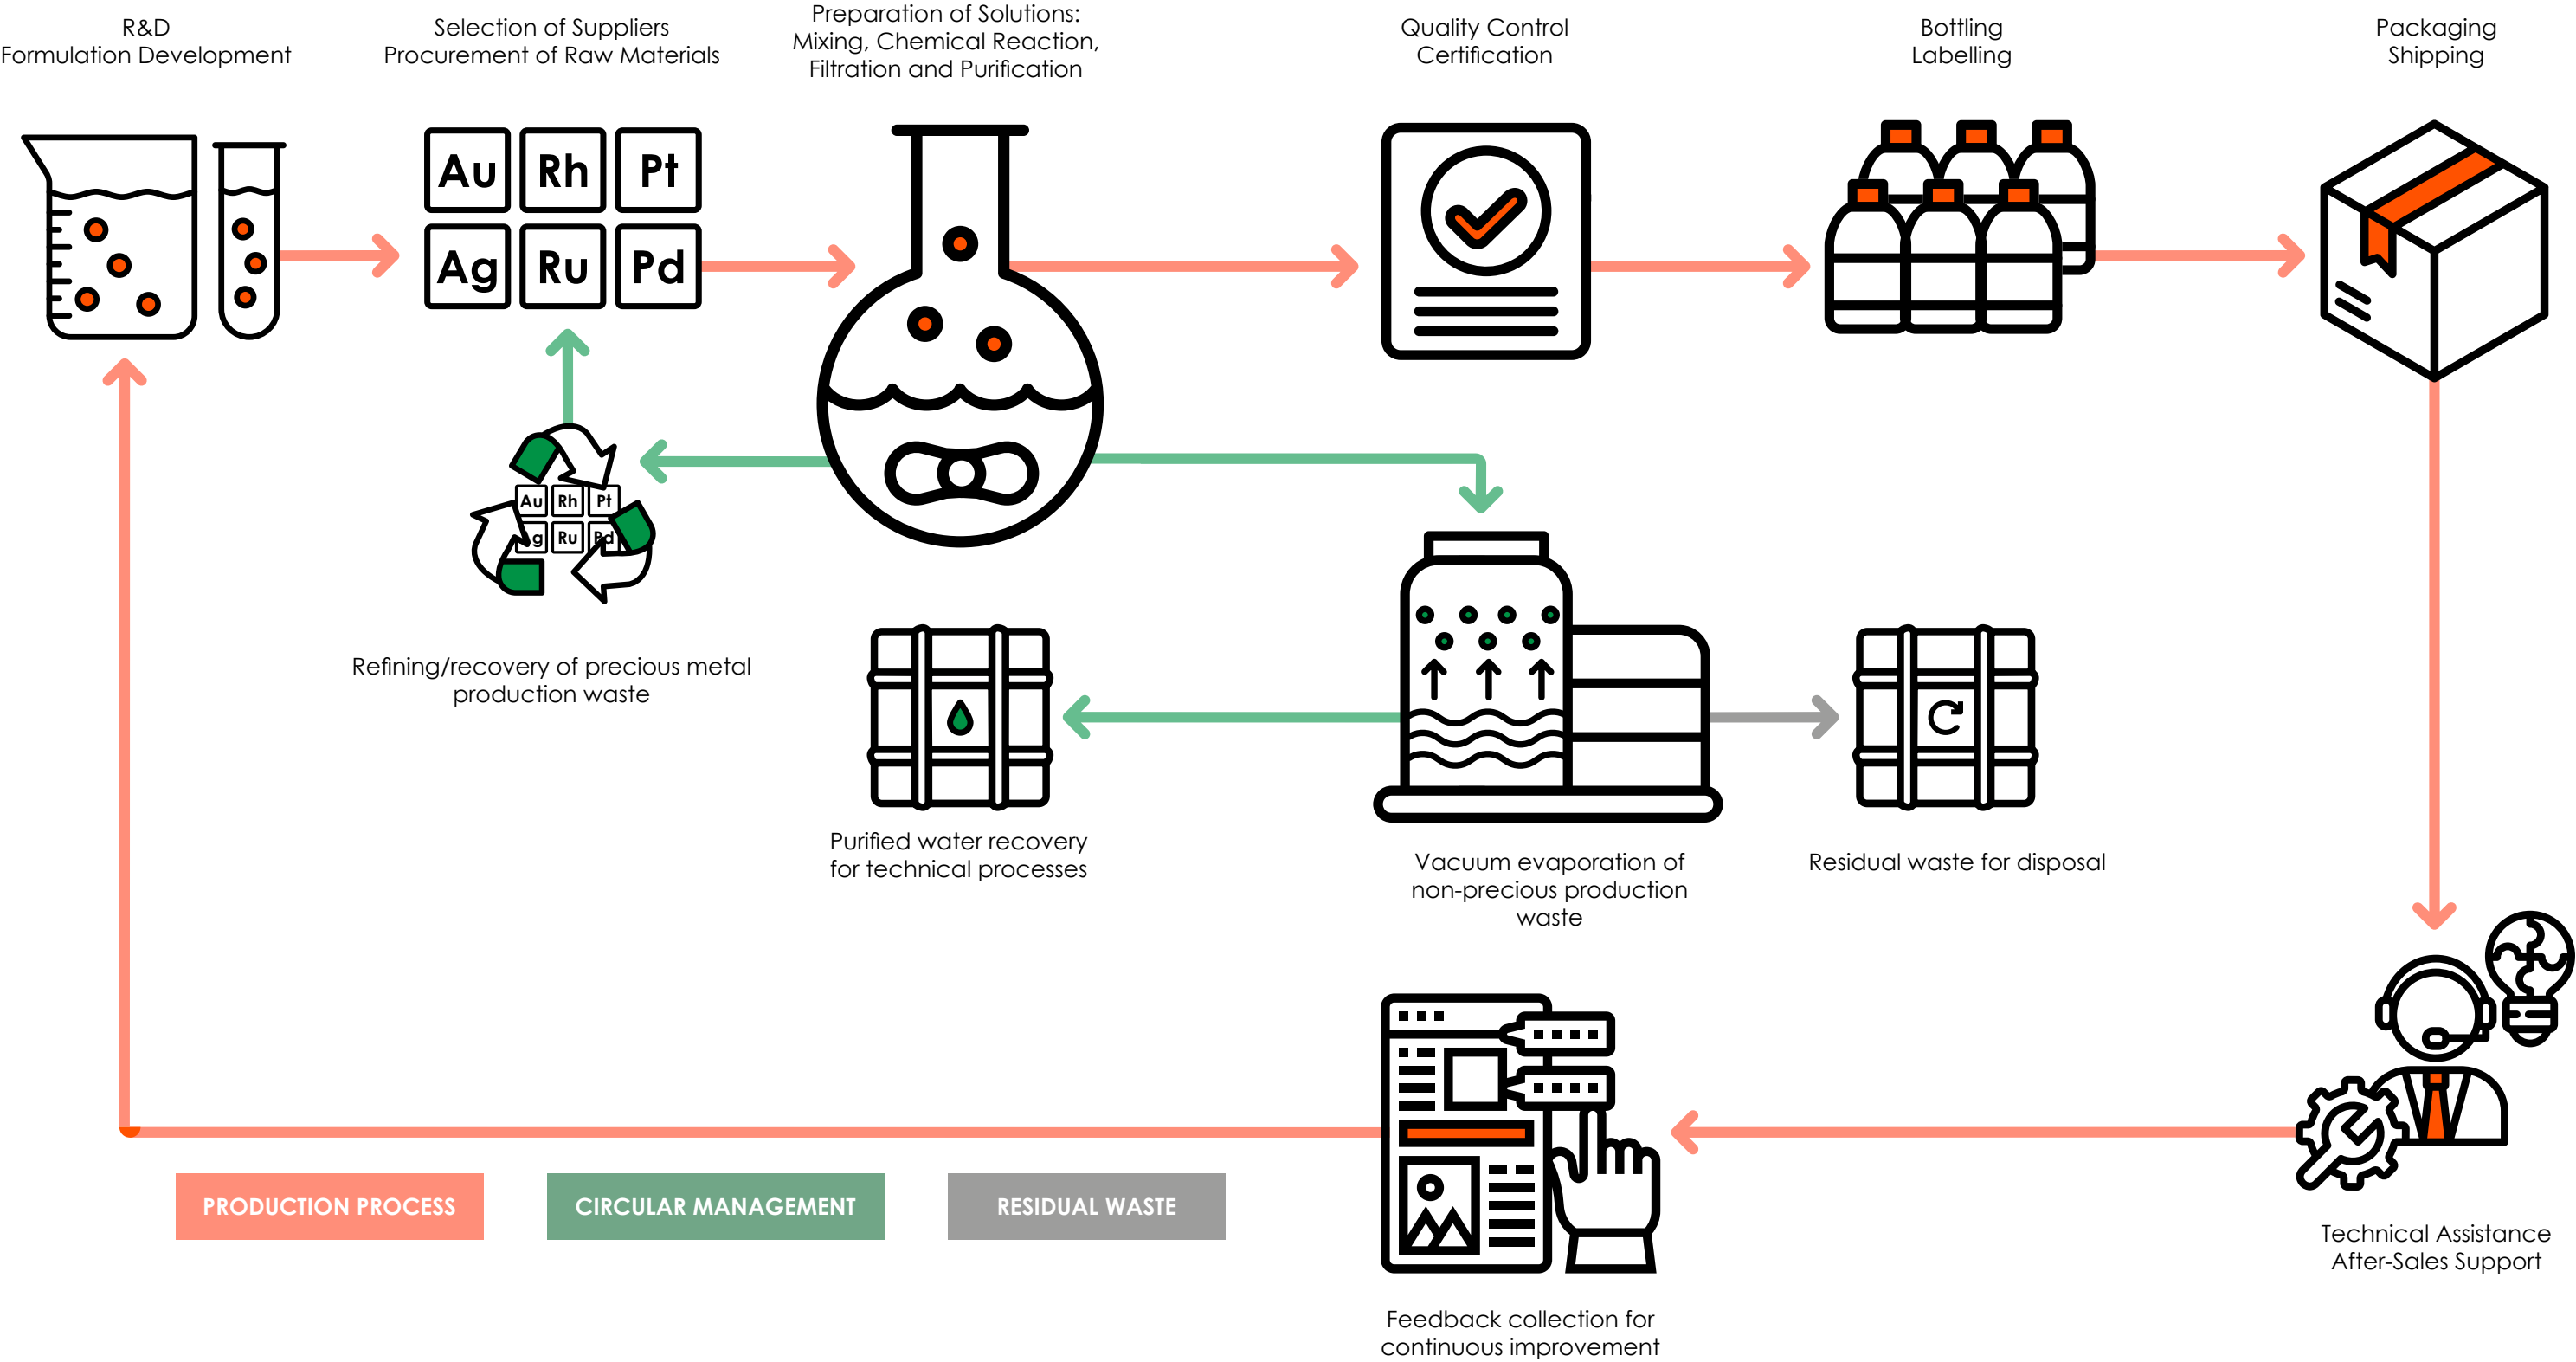 R&D
Formulation Development
Selection of Suppliers
Procurement of Raw Materials
Preparation of Solutions:
Mixing, Chemical Reaction,
Filtration and Purification
Quality Control
Certification
Bottling
Labelling
Packaging
Shipping
Au Rh Pt
Ag Ru Pd
Au Rh Pt
Ag Ru Pd
Refining/recovery of precious metal
production waste
Purified water recovery
for technical processes
Vacuum evaporation of
non-precious production
waste
Residual waste for disposal
PRODUCTION PROCESS
CIRCULAR MANAGEMENT
RESIDUAL WASTE
Technical Assistance
After-Sales Support
Feedback collection for
continuous improvement